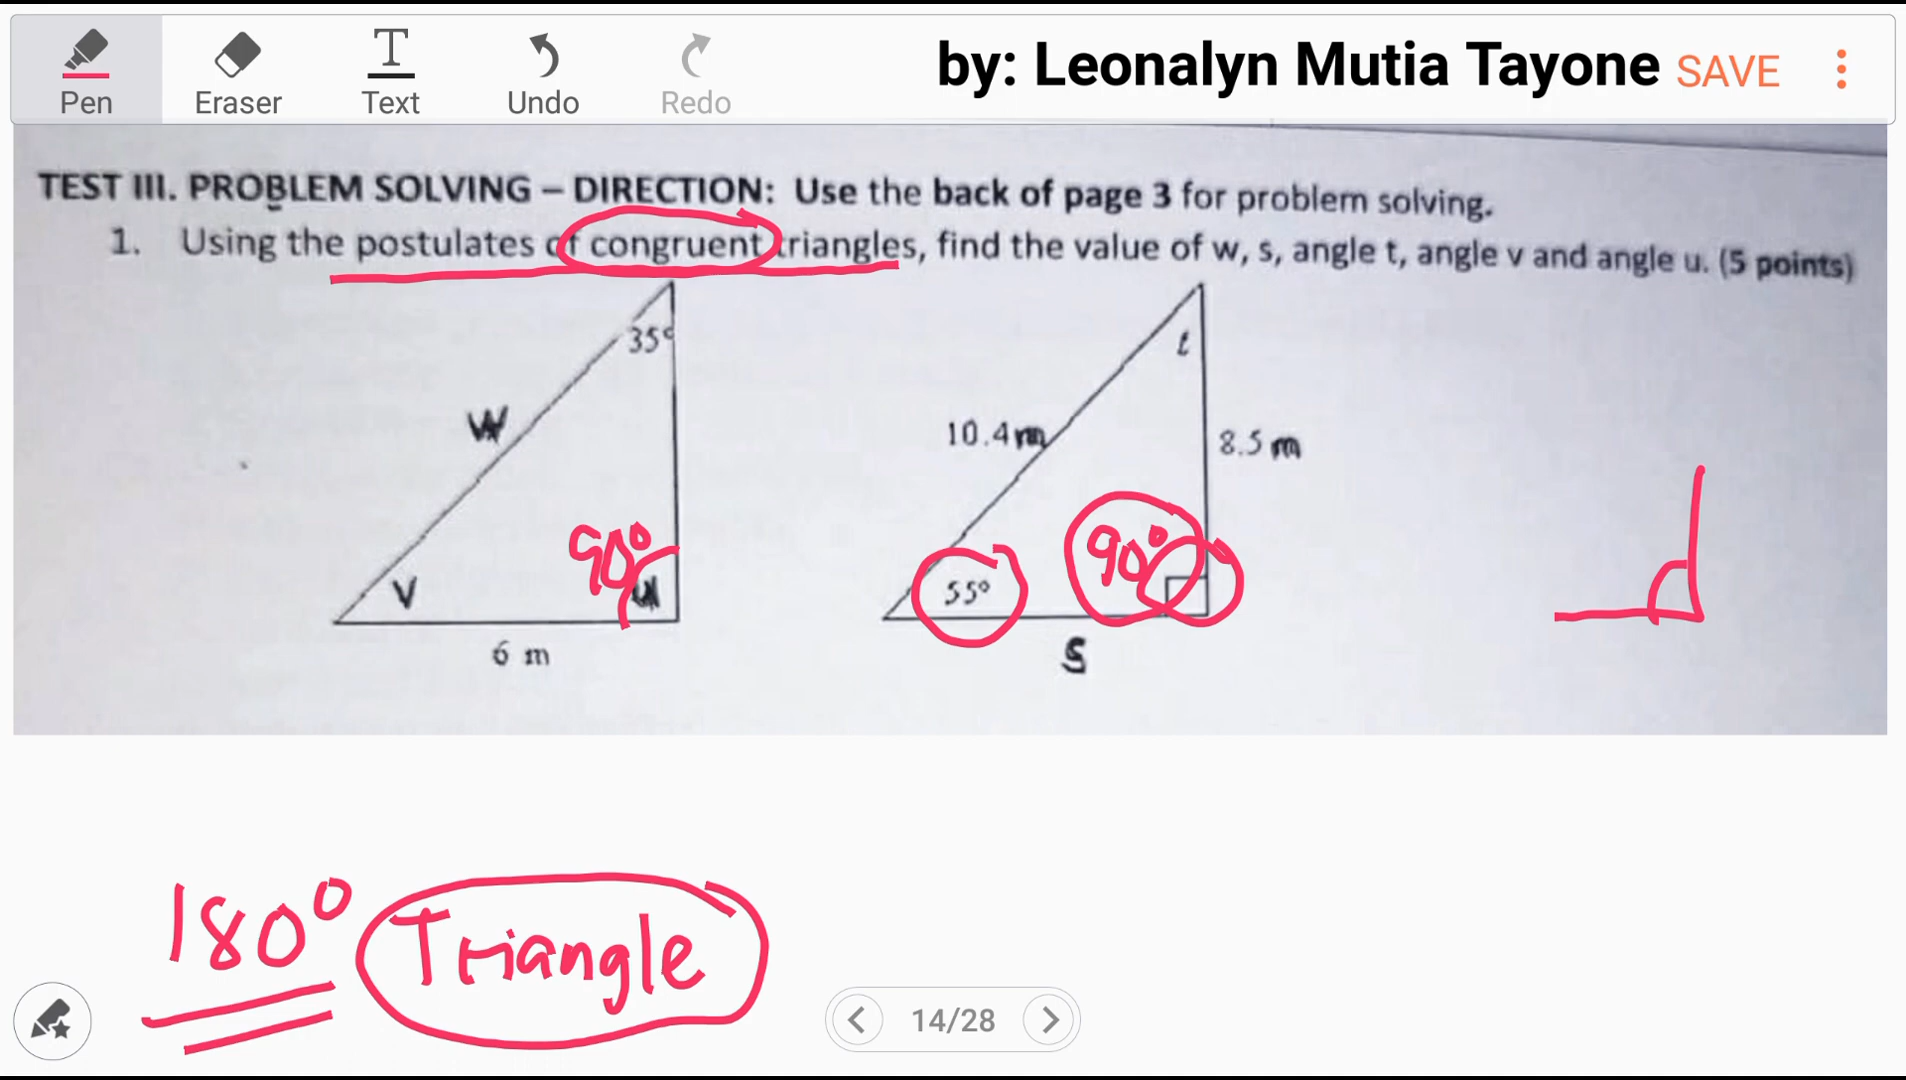 Pen
Eraser
Text
Undo
Redo
by: Leonalyn Mutia Tayone
SAVE
TEST III. PROBLEM SOLVING – DIRECTION: Use the back of page 3 for problem solving.
1. Using the postulates of congruent triangles, find the value of w, s, angle t, angle v and angle u. (5 points)
35°
t
W
10.4 m
8.5 m
90°
90°
V
u
55°
6 m
S
180° Triangle
14/28